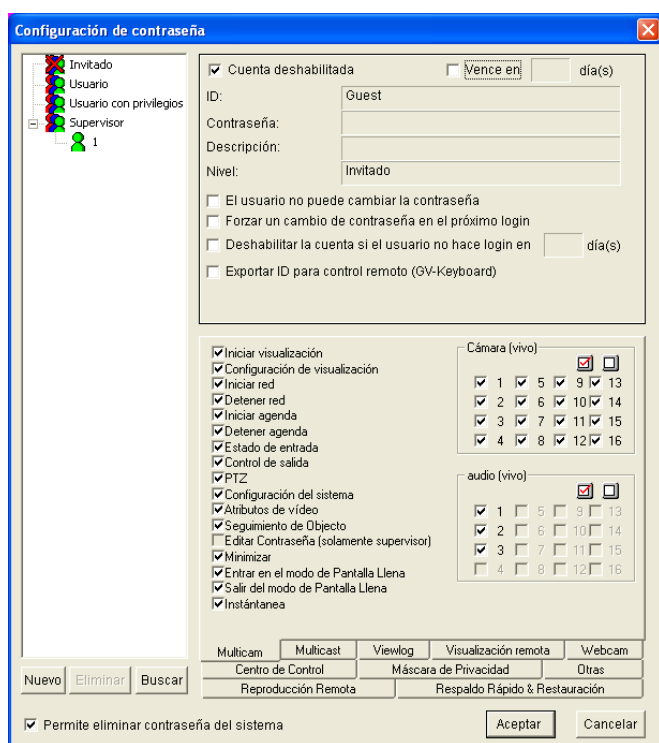 Configuración de contraseña
Invitado
Usuario
Usuario con privilegios
Supervisor
1
Nuevo Eliminar Buscar
Cuenta deshabilitada Vence en día(s)
ID: Guest
Contraseña:
Descripción:
Nivel: Invitado
El usuario no puede cambiar la contraseña
Forzar un cambio de contraseña en el próximo login
Deshabilitar la cuenta si el usuario no hace login en día(s)
Exportar ID para control remoto (GV-Keyboard)
Iniciar visualización
Configuración de visualización
Iniciar red
Detener red
Iniciar agenda
Detener agenda
Estado de entrada
Control de salida
PTZ
Configuración del sistema
Atributos de vídeo
Seguimiento de Objecto
Editar Contraseña (solamente supervisor)
Minimizar
Entrar en el modo de Pantalla Llena
Salir del modo de Pantalla Llena
Instántanea
Cámara (vivo)
1 5 9 13
2 6 10 14
3 7 11 15
4 8 12 16
audio (vivo)
1 5 9 13
2 6 10 14
3 7 11 15
4 8 12 16
Multicam Multicast Viewlog Visualización remota Webcam
Centro de Control Máscara de Privacidad Otras
Reproducción Remota Respaldo Rápido & Restauración
Permite eliminar contraseña del sistema
Aceptar Cancelar